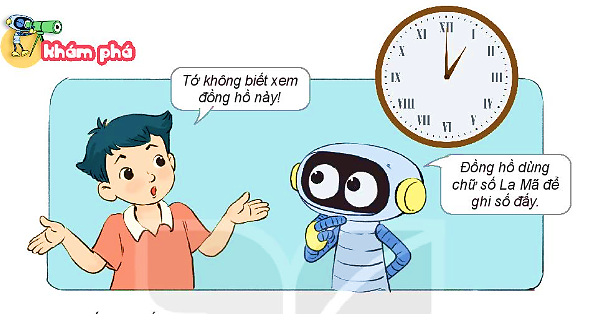 khám phá
Tớ không biết xem
đồng hồ này!
XII
I
II
III
IV
V
VI
VII
VIII
IX
X
XI
Đồng hồ dùng
chữ số La Mã để
ghi số đấy.